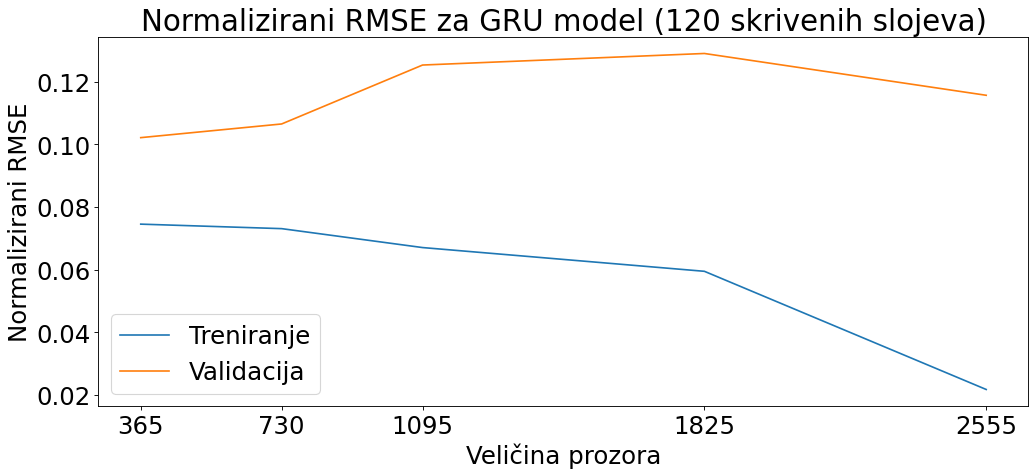 Normalizirani RMSE za GRU model (120 skrivenih slojeva)
Normalizirani RMSE
0.12
0.10
0.08
0.06
0.04
0.02
Treniranje
Validacija
365 730 1095 1825 2555
Veličina prozora